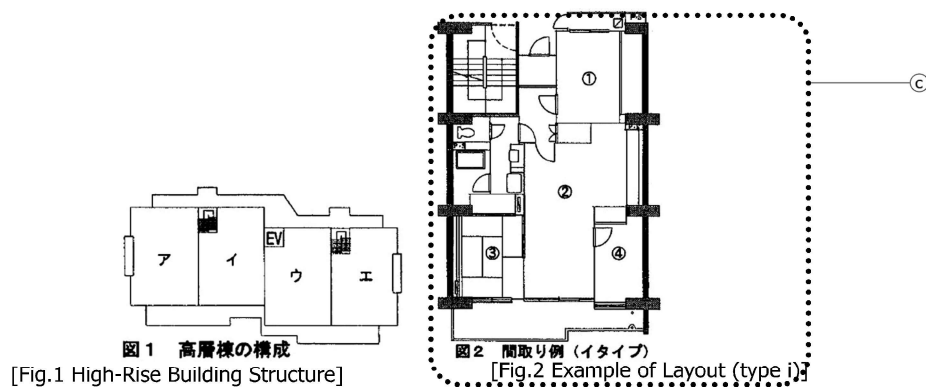 ア
イ
EV
ウ
エ
図1 高層棟の構成
[Fig.1 High-Rise Building Structure]
①
②
③
④
図2 間取り例(イタイプ)
[Fig.2 Example of Layout (type i)]
ⓒ